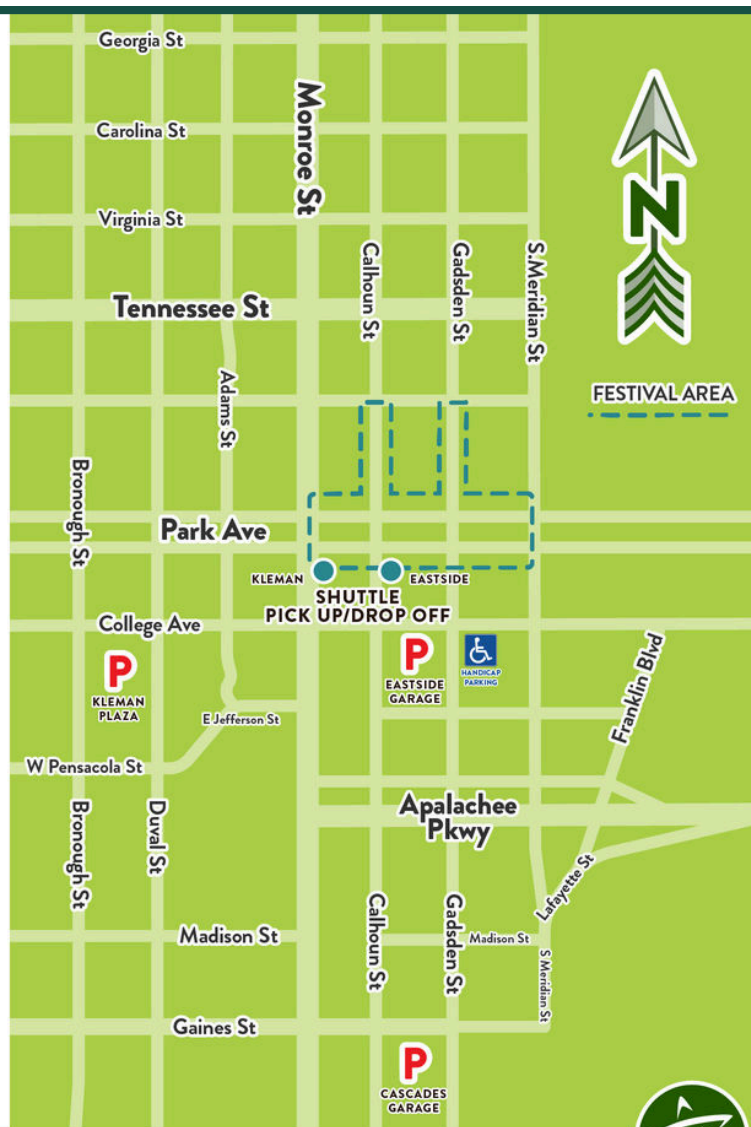 Georgia St
Carolina St
Monroe St
Virginia St
Calhoun St
Gadsden St
S.Meridian St
N
Tennessee St
Adams St
FESTIVAL AREA
Bronough St
Park Ave
KLEMAN
EASTSIDE
SHUTTLE
PICK UP/DROP OFF
College Ave
P
KLEMAN
PLAZA
P
EASTSIDE
GARAGE
HANDICAP
PARKING
Franklin Blvd
E Jefferson St
W Pensacola St
Bronough St
Duval St
Apalachee
Pkwy
Lafayette St
Calhoun St
Gadsden St
Madison St
Madison St
S Meridian St
Gaines St
P
CASCADES
GARAGE